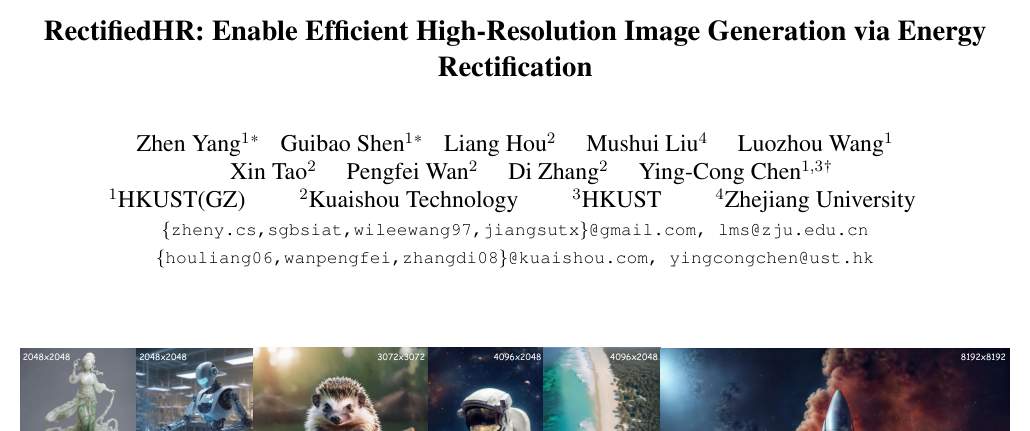 RectifiedHR: Enable Efficient High-Resolution Image Generation via Energy
Rectification
Zhen Yang1* Guibao Shen1* Liang Hou2 Mushui Liu4 Luozhou Wang1
Xin Tao2 Pengfei Wan2 Di Zhang2 Ying-Cong Chen1,3†
1HKUST(GZ) 2Kuaishou Technology 3HKUST 4Zhejiang University
{zheny.cs,sgbsiat,wileewang97,jiangsutx}@gmail.com, lms@zju.edu.cn
{houliang06,wanpengfei,zhangdi08}@kuaishou.com, yingcongchen@ust.hk
2048x2048 2048x2048 3072x3072 4096x2048 4096x2048 8192x8192